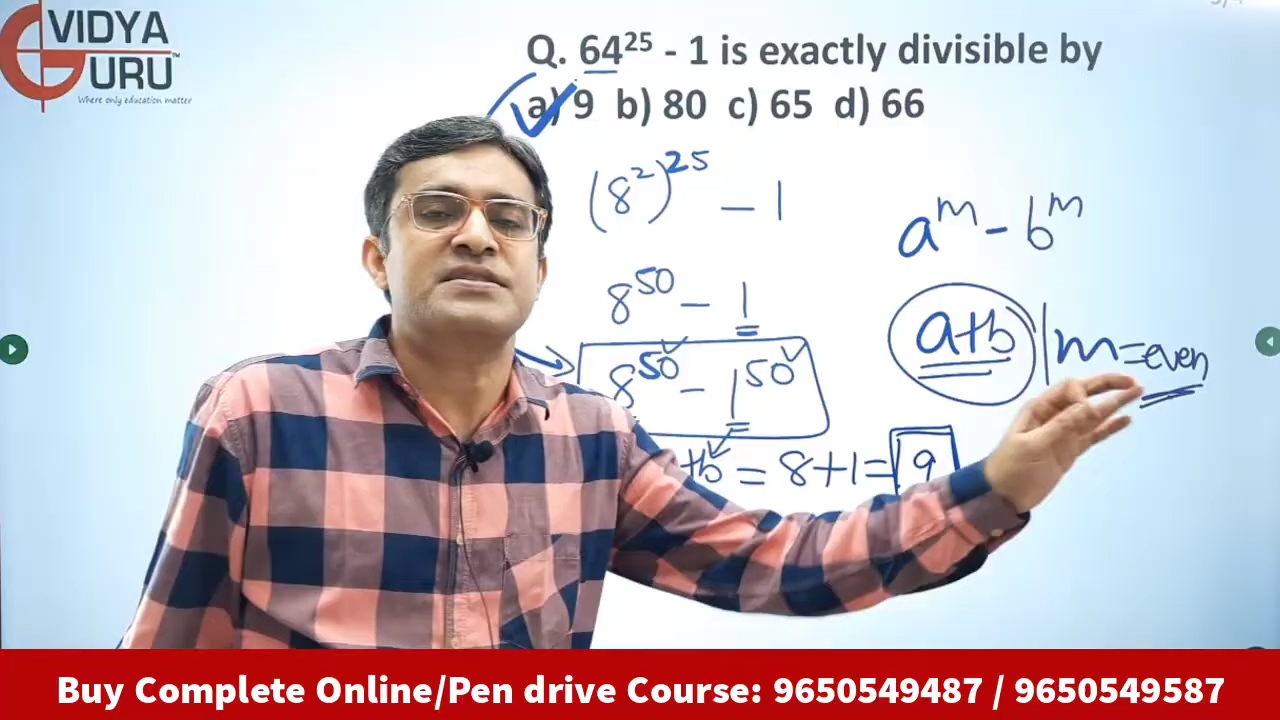 VIDYA
GURU™
Where only education matter
Q. 64²⁵ - 1 is exactly divisible by
a) 9 b) 80 c) 65 d) 66
(8²)²⁵ – 1
aᵐ – bᵐ
8⁵⁰ – 1
a+b | m = even
8⁵⁰ – 1⁵⁰
+b = 8+1 = 9
Buy Complete Online/Pen drive Course: 9650549487 / 9650549587